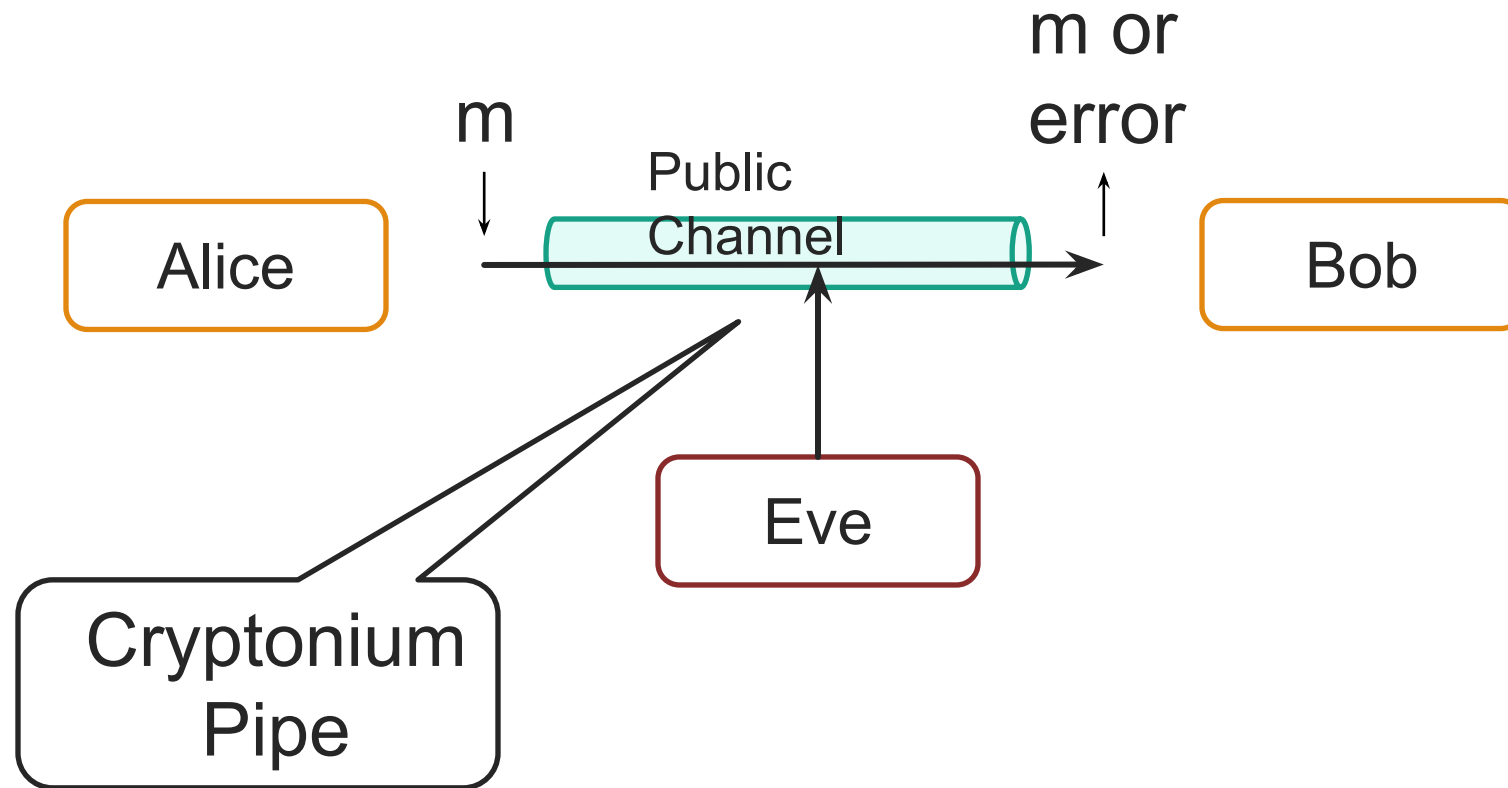 m or
error
m
Public
Channel
Alice
Bob
Eve
Cryptonium
Pipe